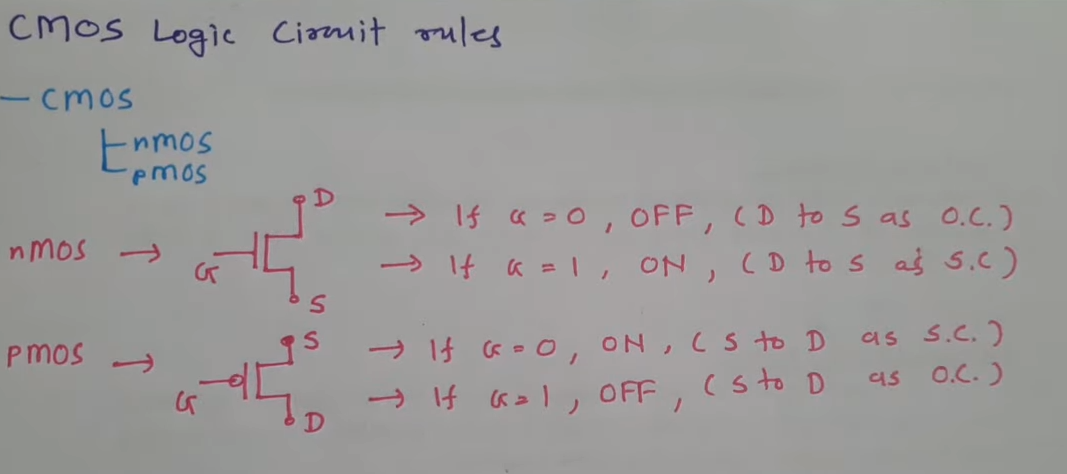 CMOS Logic Circuit rules
- CMOS
nmos
pmos
nMOS → G D S → If G = 0, OFF, (D to S as O.C.)
→ If G = 1, ON, (D to S as S.C)
PMOS → G S D → If G = 0, ON, (S to D as S.C.)
→ If G = 1, OFF, (S to D as O.C.)